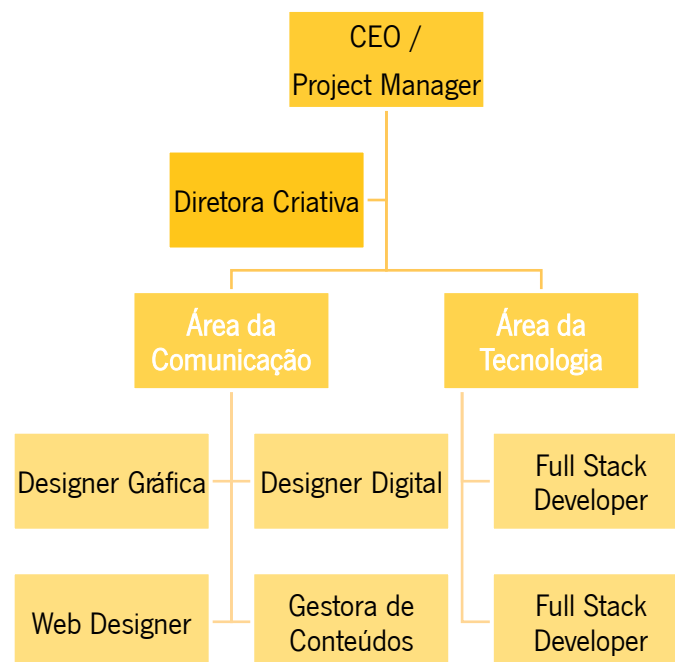 CEO /
Project Manager
Diretora Criativa
Área da
Comunicação
Área da
Tecnologia
Designer Gráfica
Designer Digital
Full Stack
Developer
Web Designer
Gestora de
Conteúdos
Full Stack
Developer